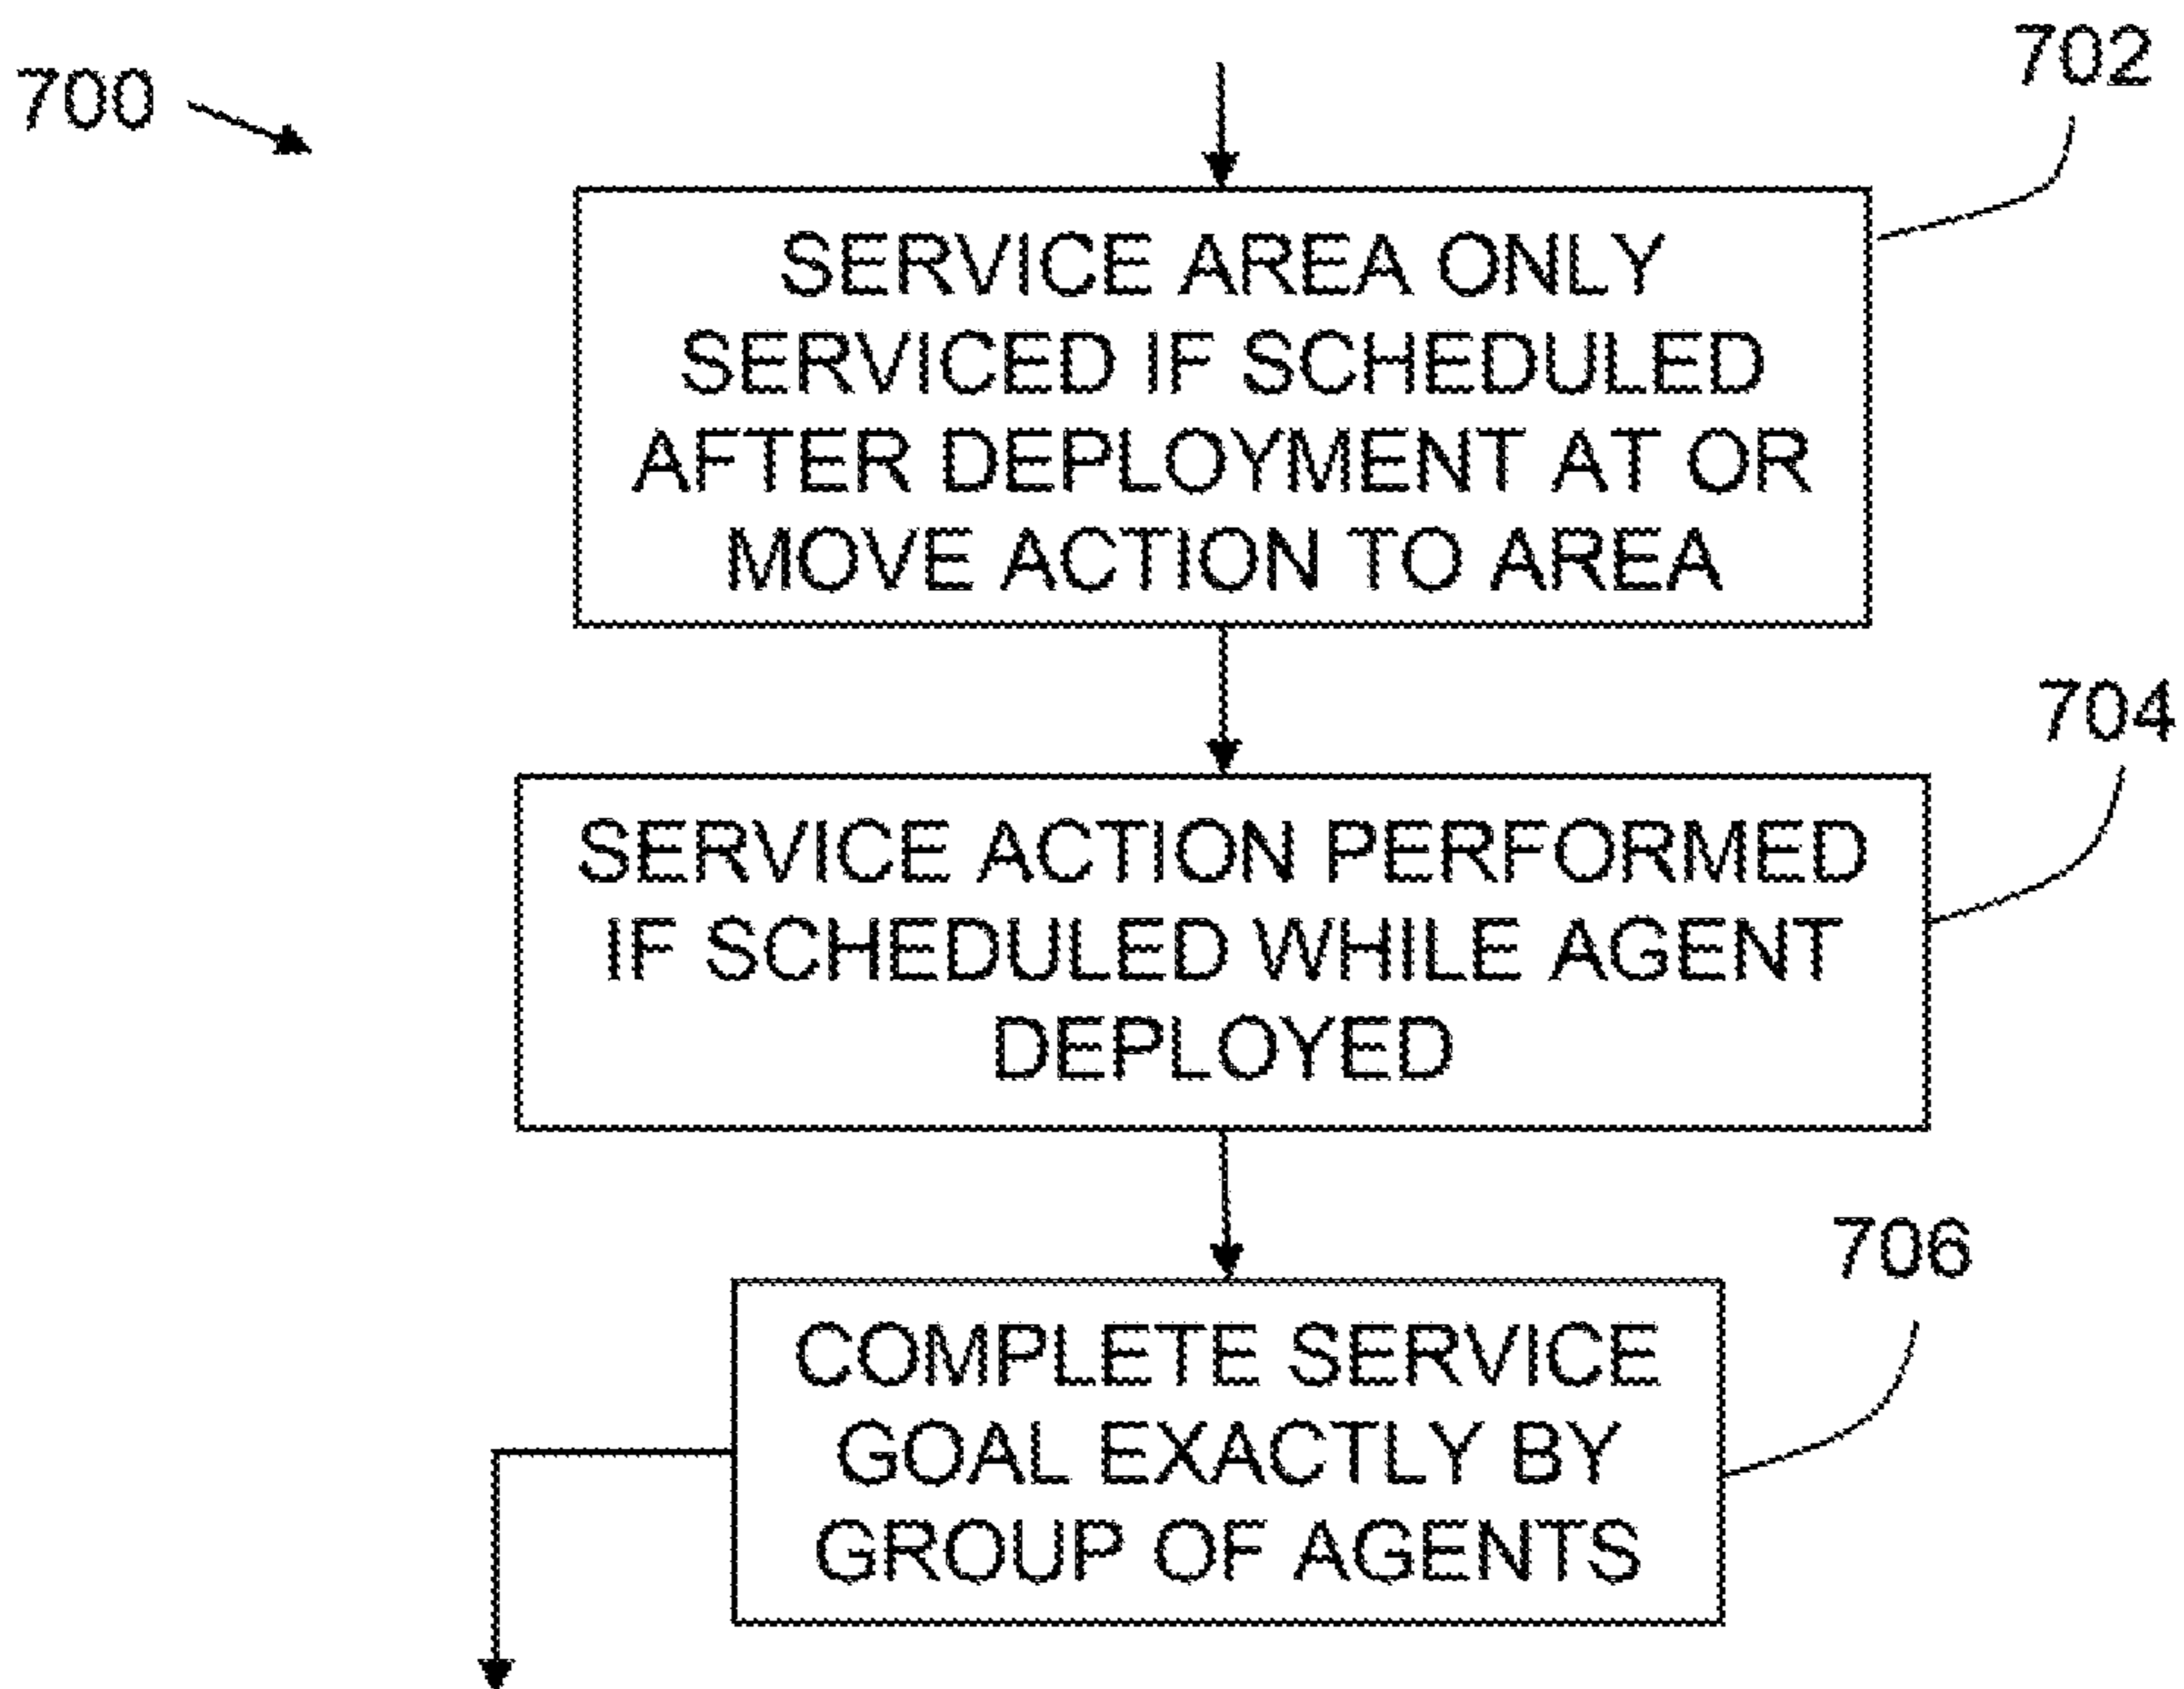 700
702
SERVICE AREA ONLY
SERVICED IF SCHEDULED
AFTER DEPLOYMENT AT OR
MOVE ACTION TO AREA
704
SERVICE ACTION PERFORMED
IF SCHEDULED WHILE AGENT
DEPLOYED
706
COMPLETE SERVICE
GOAL EXACTLY BY
GROUP OF AGENTS